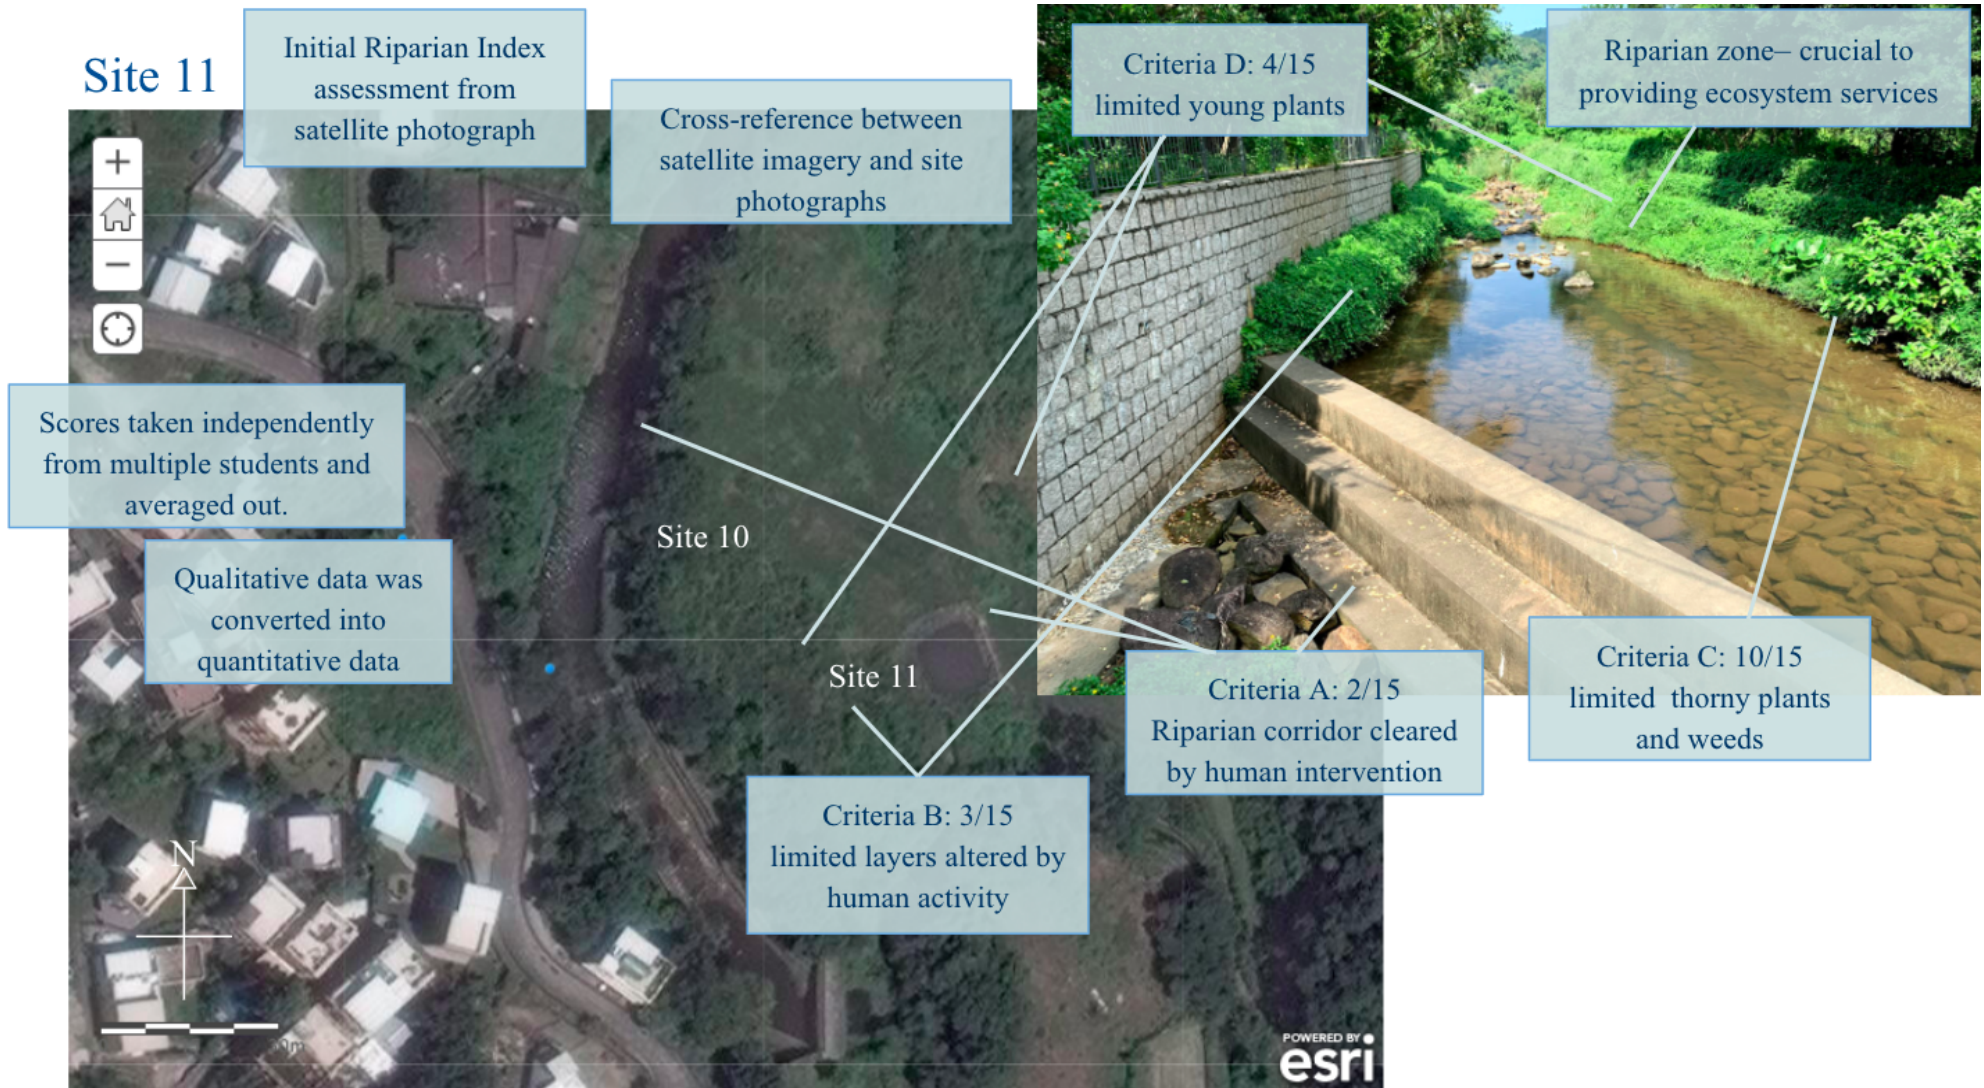 Site 11
Initial Riparian Index
assessment from
satellite photograph
Cross-reference between
satellite imagery and site
photographs
Criteria D: 4/15
limited young plants
Riparian zone– crucial to
providing ecosystem services
Scores taken independently
from multiple students and
averaged out.
Qualitative data was
converted into
quantitative data
Site 10
Site 11
Criteria A: 2/15
Riparian corridor cleared
by human intervention
Criteria C: 10/15
limited thorny plants
and weeds
Criteria B: 3/15
limited layers altered by
human activity
N
POWERED BY
esri